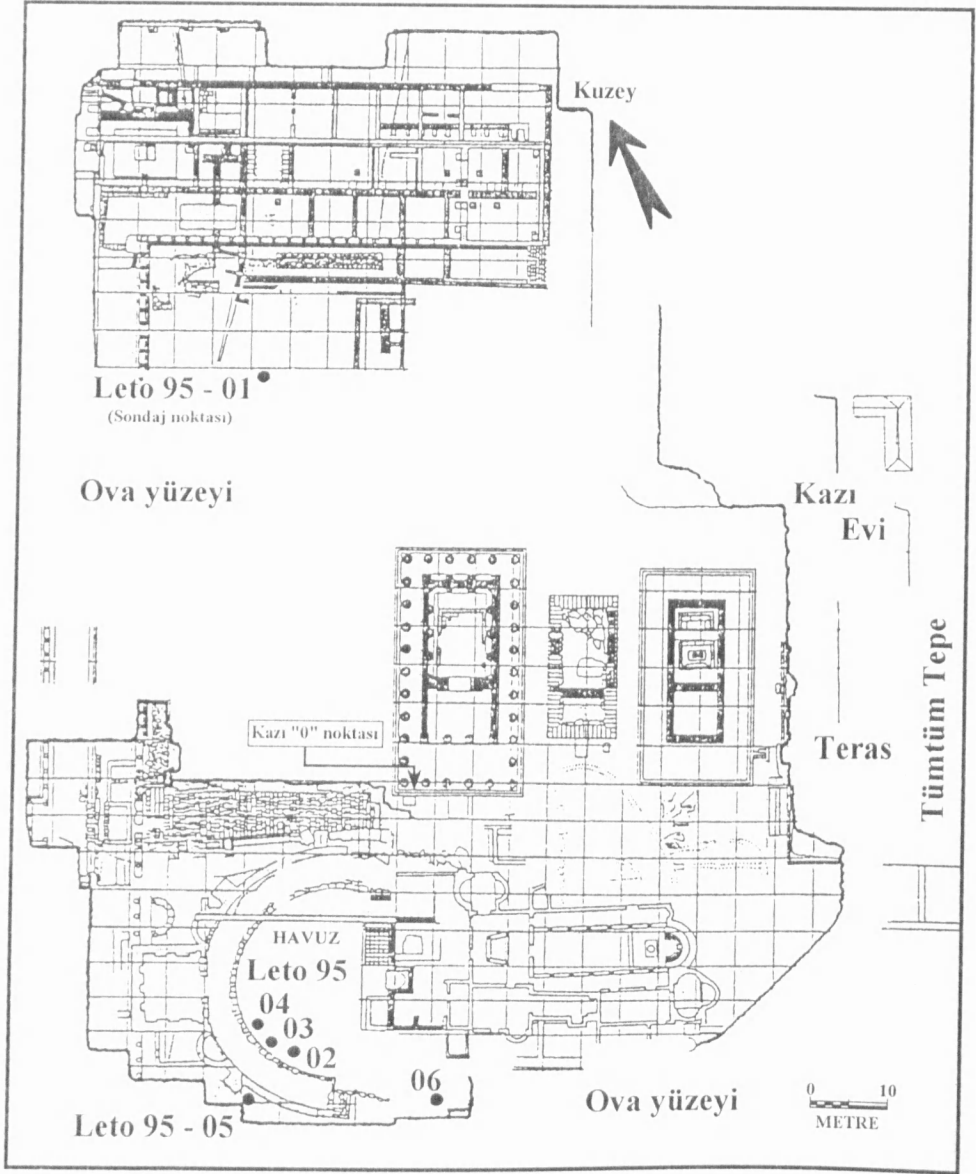 Kuzey
Leto 95 - 01
(Sondaj noktası)
Ova yüzeyi
Kazı
Evi
Kazı "0" noktası
Teras
Tümtüm Tepe
HAVUZ
Leto 95
04
03
02
06
Leto 95 - 05
Ova yüzeyi
0 10
METRE